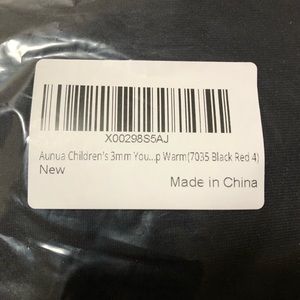 X00298S5AJ
Aunua Children's 3mm You...p Warm(7035 Black Red 4)
New
Made in China